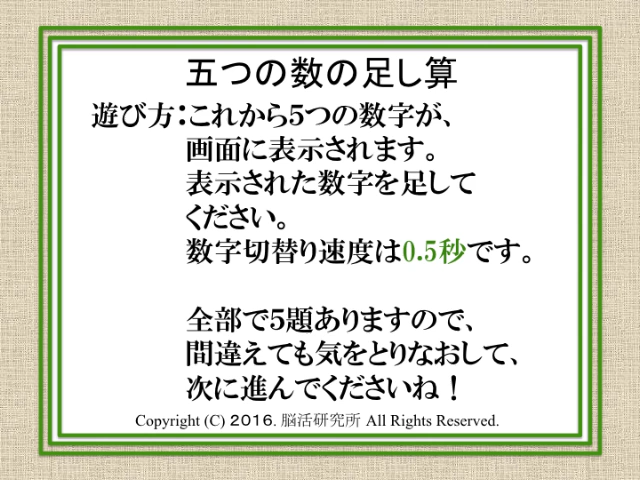 五つの数の足し算
遊び方：これから5つの数字が、
画面に表示されます。
表示された数字を足して
ください。
数字切替り速度は0.5秒です。
全部で5題ありますので、
間違えても気をとりなおして、
次に進んでくださいね！
Copyright (C) 2016. 脳活研究所 All Rights Reserved.